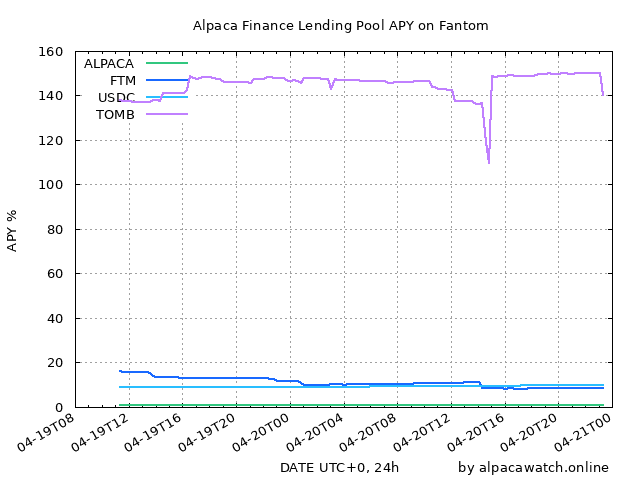 Alpaca Finance Lending Pool APY on Fantom
APY %
160
140
120
100
80
60
40
20
0
ALPACA
FTM
USDC
TOMB
04-19T08
04-19T12
04-19T16
04-19T20
04-20T00
04-20T04
04-20T08
04-20T12
04-20T16
04-20T20
04-21T00
DATE UTC+0, 24h
by alpacawatch.online